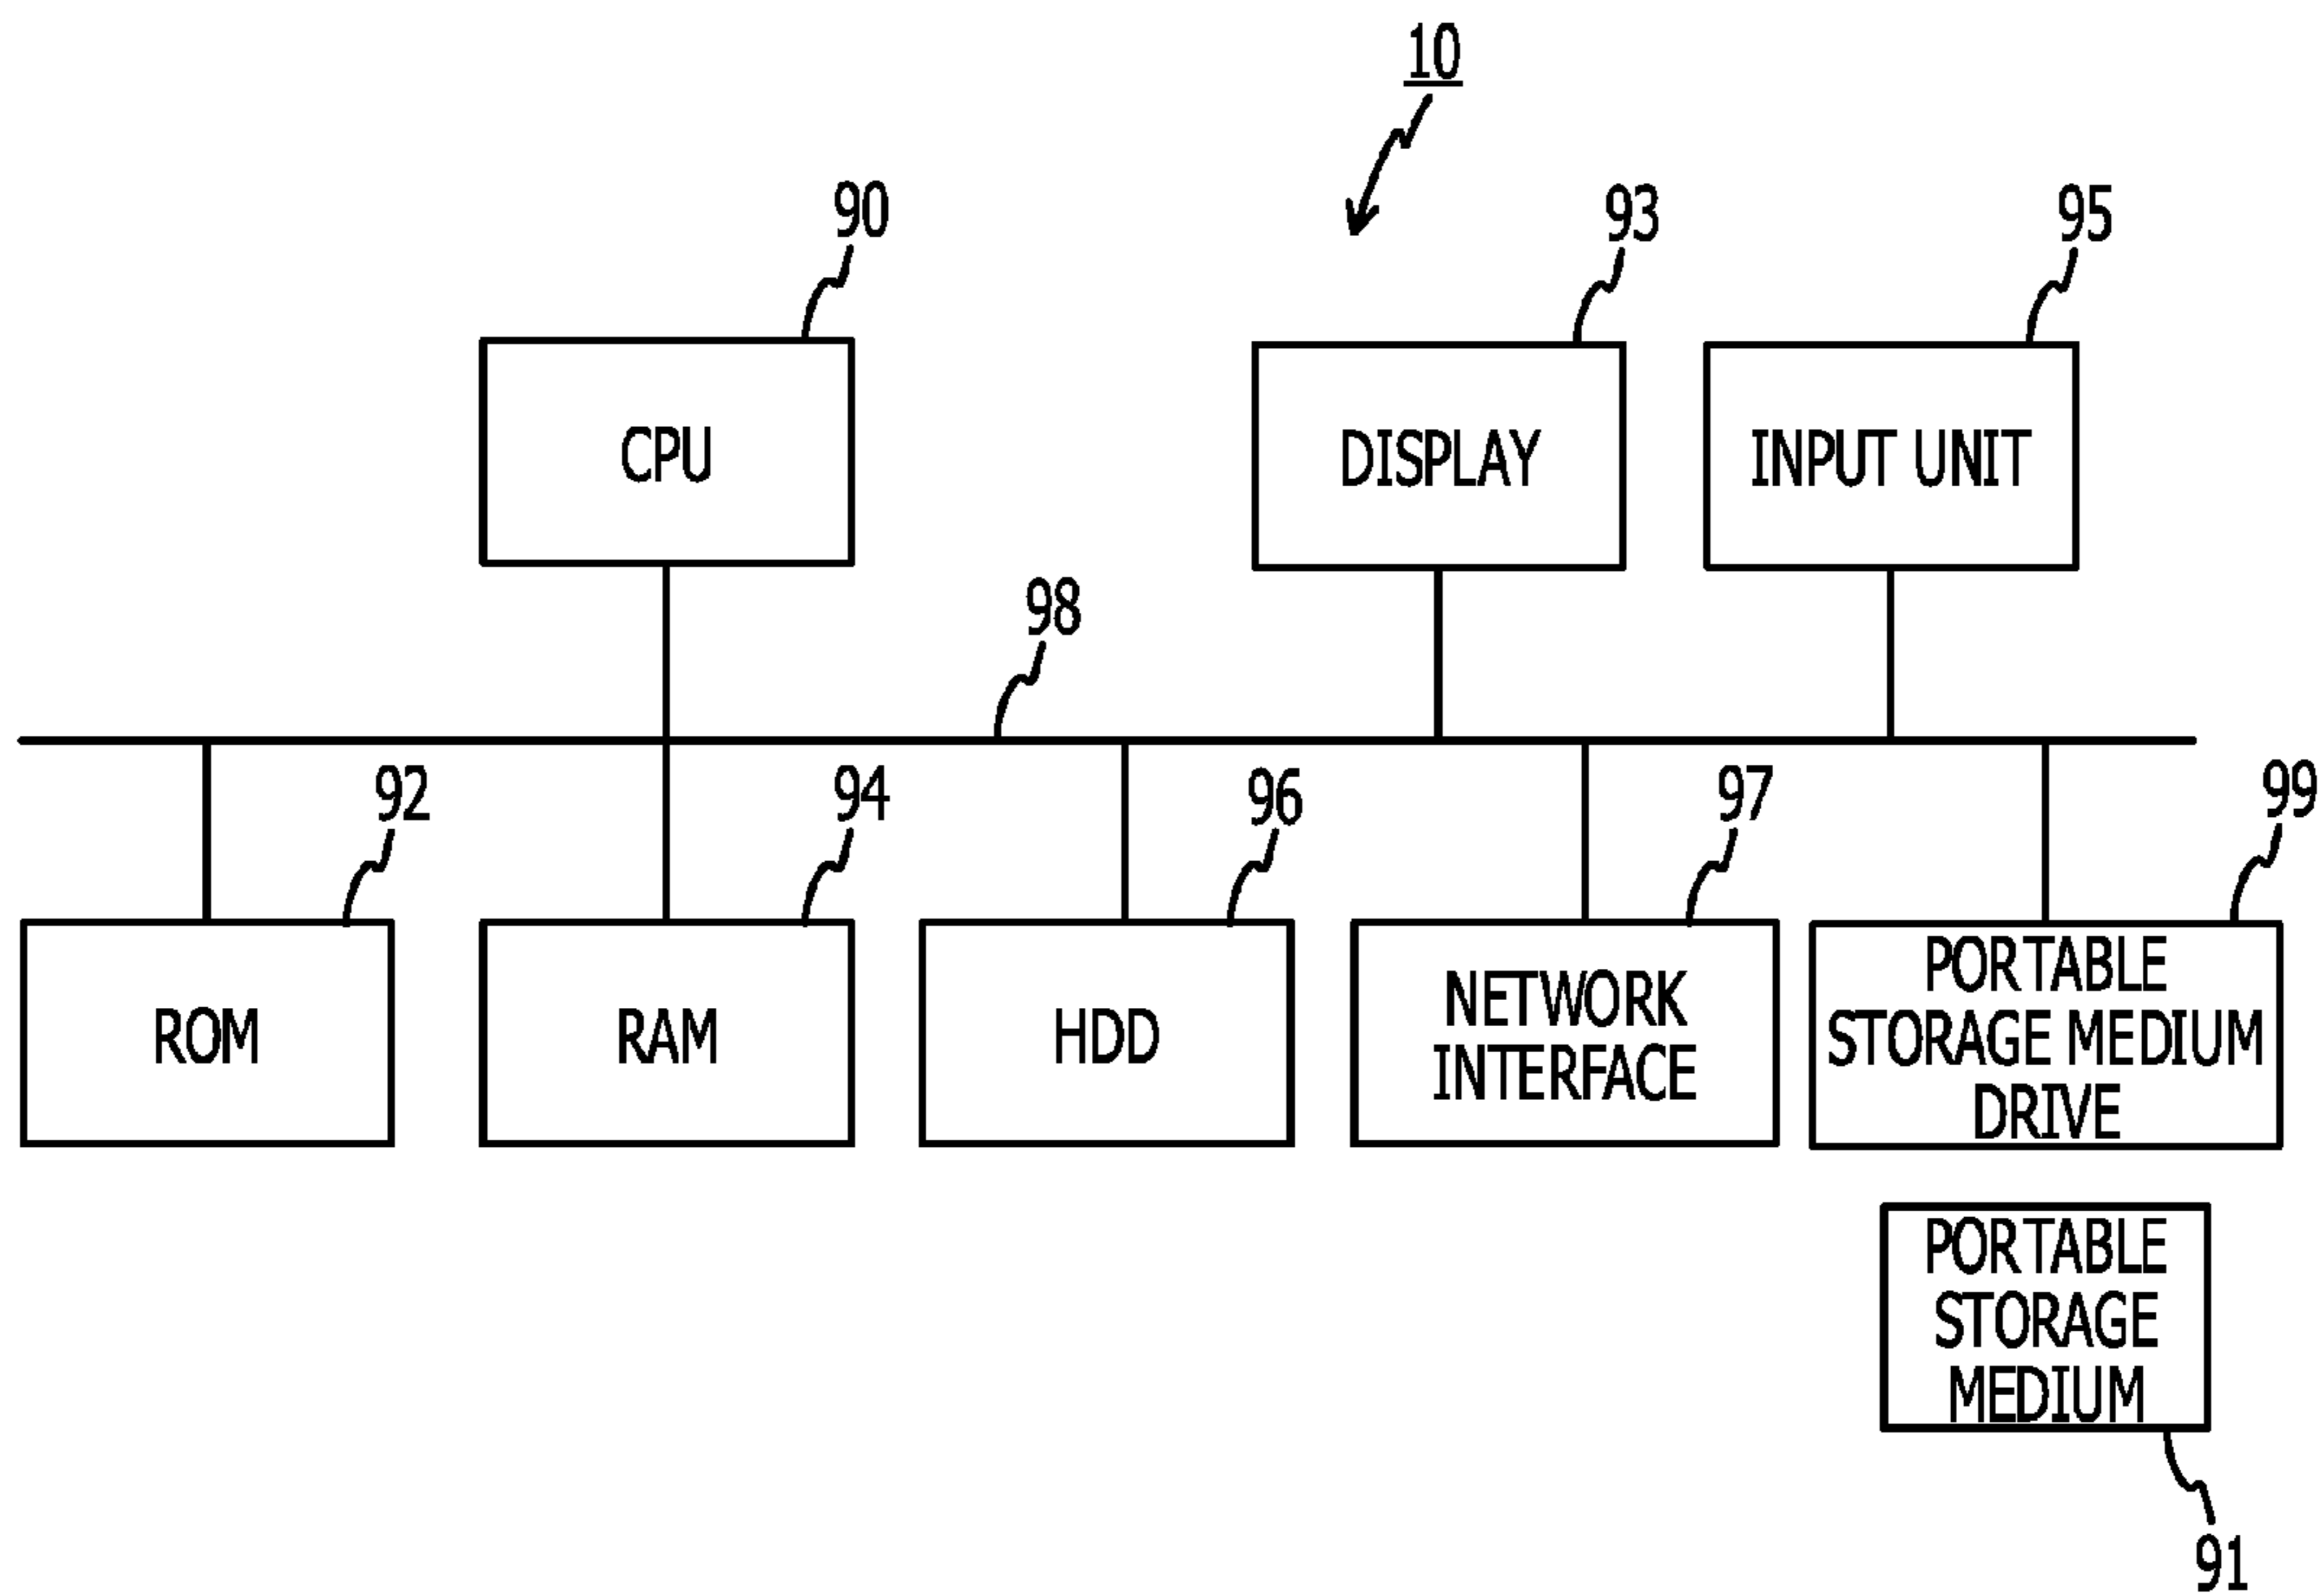 10
90
93
95
CPU
DISPLAY
INPUT UNIT
98
92
94
96
97
99
ROM
RAM
HDD
NETWORK
INTERFACE
PORTABLE
STORAGE MEDIUM
DRIVE
PORTABLE
STORAGE
MEDIUM
91